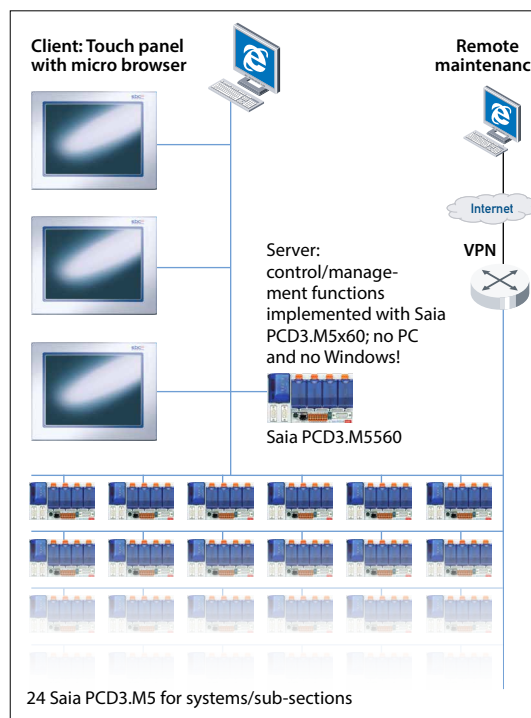 Client: Touch panel
with micro browser
Remote
maintenanc
Internet
VPN
Server:
control/manage-
ment functions
implemented with Saia
PCD3.M5x60; no PC
and no Windows!
Saia PCD3.M5560
24 Saia PCD3.M5 for systems/sub-sections